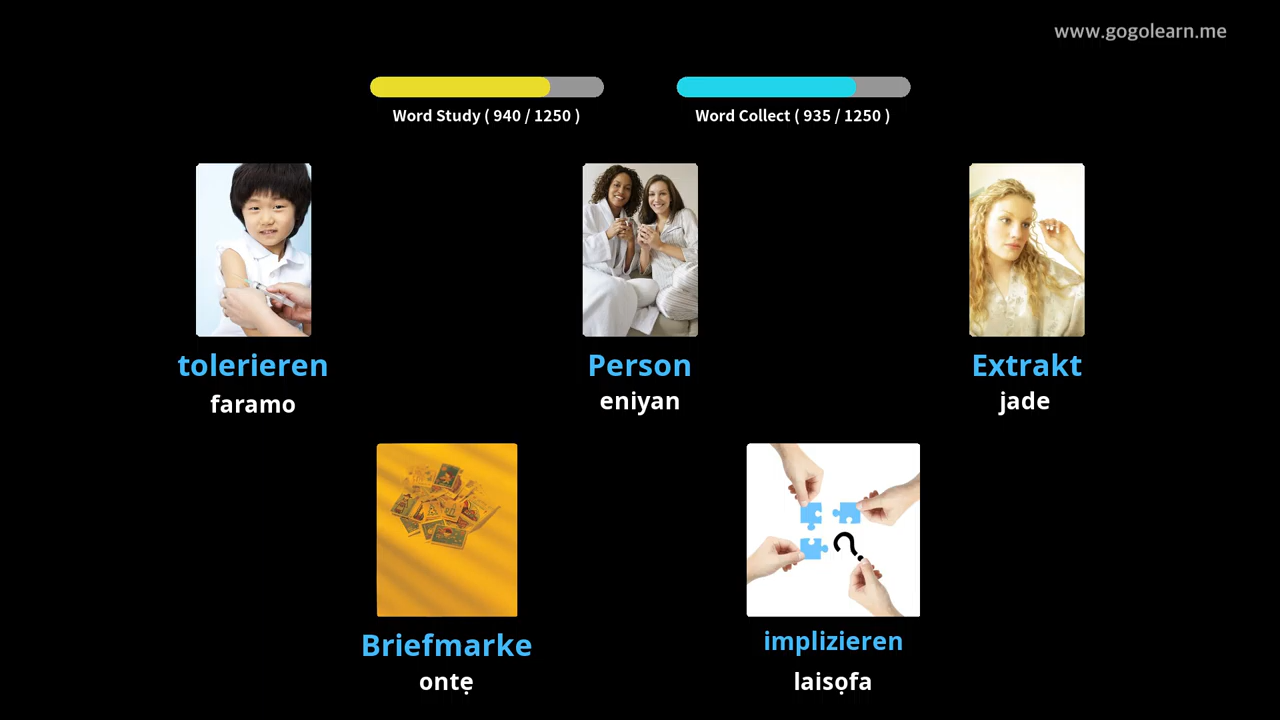 www.gogolearn.me
Word Study ( 940 / 1250 )
Word Collect ( 935 / 1250 )
tolerieren
faramo
Person
eniyan
Extrakt
jade
Briefmarke
ontẹ
implizieren
laisọfa